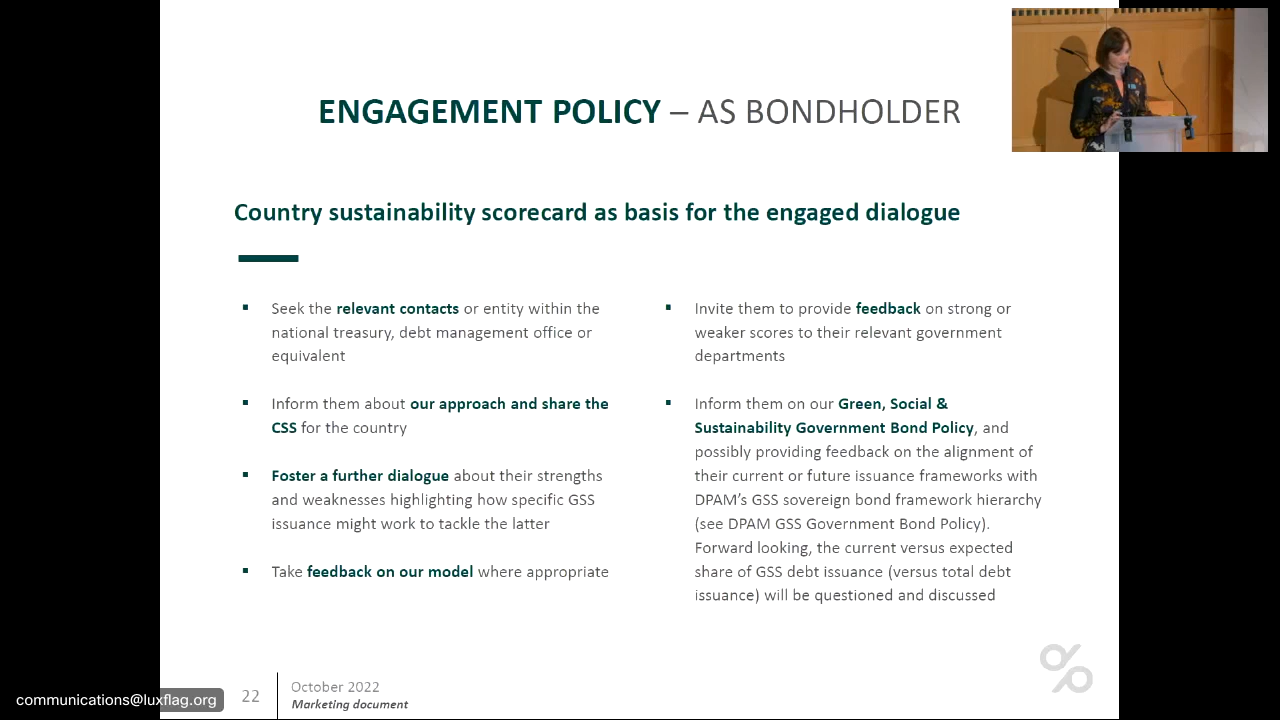 ENGAGEMENT POLICY – AS BONDHOLDER
Country sustainability scorecard as basis for the engaged dialogue
▪ Seek the relevant contacts or entity within the
national treasury, debt management office or
equivalent
▪ Inform them about our approach and share the
CSS for the country
▪ Foster a further dialogue about their strengths
and weaknesses highlighting how specific GSS
issuance might work to tackle the latter
▪ Take feedback on our model where appropriate
▪ Invite them to provide feedback on strong or
weaker scores to their relevant government
departments
▪ Inform them on our Green, Social &
Sustainability Government Bond Policy, and
possibly providing feedback on the alignment of
their current or future issuance frameworks with
DPAM’s GSS sovereign bond framework hierarchy
(see DPAM GSS Government Bond Policy).
Forward looking, the current versus expected
share of GSS debt issuance (versus total debt
issuance) will be questioned and discussed
communications@luxflag.org
22
October 2022
Marketing document